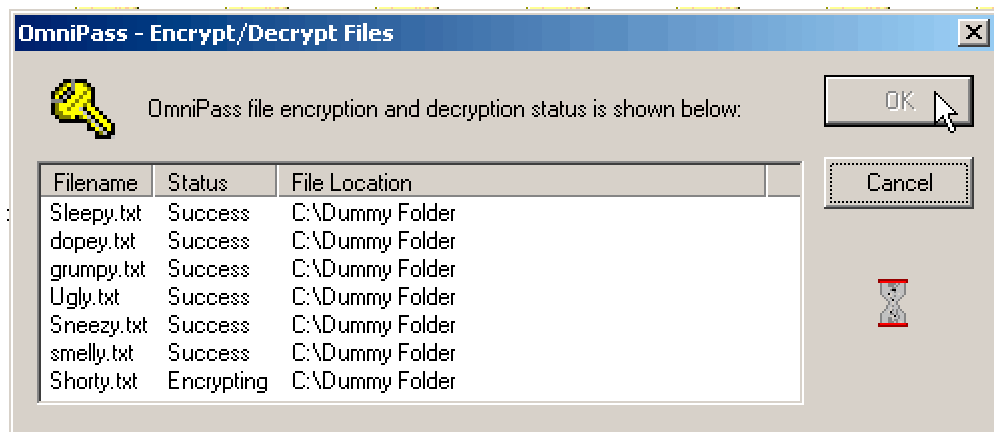 OmniPass - Encrypt/Decrypt Files
OmniPass file encryption and decryption status is shown below:
OK
Filename Status File Location
Cancel
Sleepy.txt Success C:\Dummy Folder
dopey.txt Success C:\Dummy Folder
grumpy.txt Success C:\Dummy Folder
Ugly.txt Success C:\Dummy Folder
Sneezy.txt Success C:\Dummy Folder
smelly.txt Success C:\Dummy Folder
Shorty.txt Encrypting C:\Dummy Folder